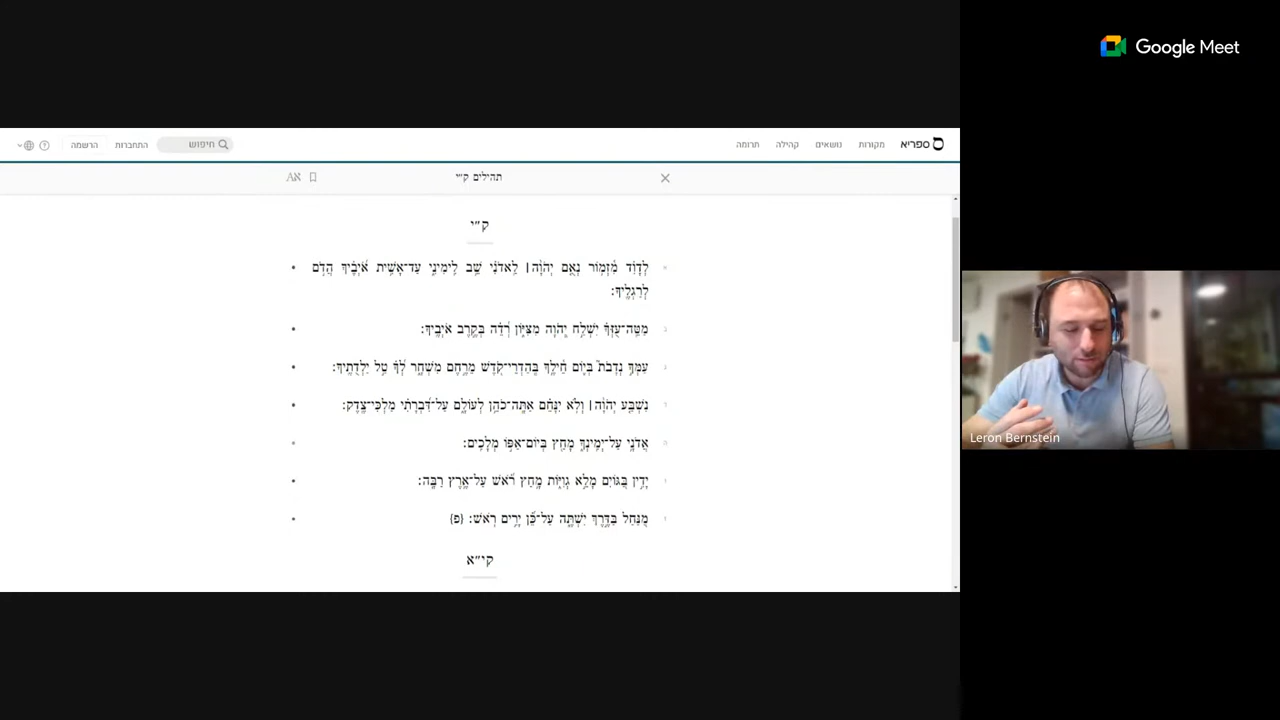 Google Meet
ספריא מקורות נושאים קהילה תרומה חיפוש התחברות הרשמה
תהילים ק״י
אA
ק״י
לְדָוִ֗ד מִ֫זְמ֥וֹר נְאֻ֤ם יְהֹוָ֨ה ׀ לַֽאדֹנִ֗י שֵׁ֥ב לִֽימִינִ֑י עַד־אָשִׁ֥ית אֹ֝יְבֶ֗יךָ הֲדֹ֣ם
לְרַגְלֶֽיךָ׃
מַטֵּֽה־עֻזְּךָ֗ יִשְׁלַ֣ח יְ֭הֹוָה מִצִּיּ֑וֹן רְ֝דֵ֗ה בְּקֶ֣רֶב אֹיְבֶֽיךָ׃
עַמְּךָ֣ נְדָבֹת֮ בְּי֢וֹם חֵ֫ילֶ֥ךָ בְּֽהַדְרֵי־קֹ֭דֶשׁ מֵרֶ֣חֶם מִשְׁחָ֑ר לְ֝ךָ֗ טַ֣ל יַלְדֻתֶֽיךָ׃
נִשְׁבַּ֤ע יְהֹוָ֨ה ׀ וְלֹ֥א יִנָּחֵ֗ם אַתָּֽה־כֹהֵ֥ן לְעוֹלָ֑ם עַל־דִּ֝בְרָתִ֗י מַלְכִּי־צֶֽדֶק׃
אֲדֹנָ֥י עַל־יְמִֽינְךָ֑ מָחַ֖ץ בְּיוֹם־אַפּ֣וֹ מְלָכִֽים׃
יָדִ֣ין בַּ֭גּוֹיִם מָלֵ֣א גְוִיּ֑וֹת מָ֥חַץ רֹ֝֗אשׁ עַל־אֶ֥רֶץ רַבָּֽה׃
מִ֭נַּחַל בַּדֶּ֣רֶךְ יִשְׁתֶּ֑ה עַל־כֵּ֝֗ן יָרִ֥ים רֹֽאשׁ׃ {פ}
קי״א
Leron Bernstein